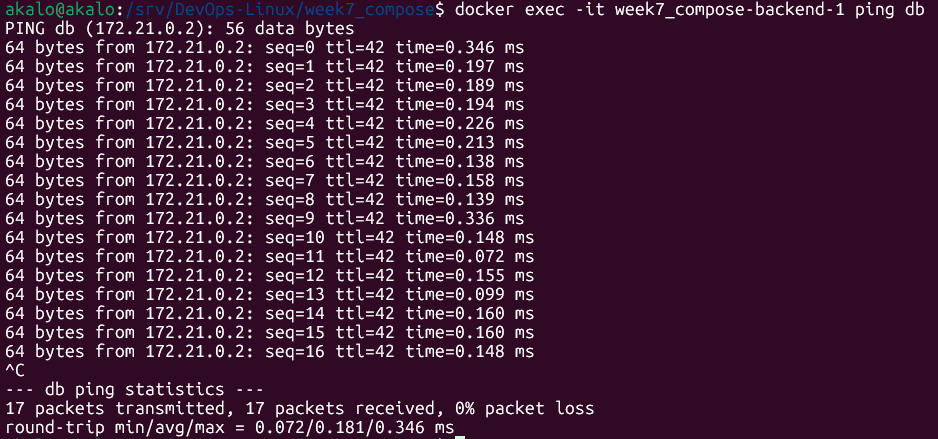 akalo@akalo:/srv/DevOps-Linux/week7_compose$ docker exec -it week7_compose-backend-1 ping db
PING db (172.21.0.2): 56 data bytes
64 bytes from 172.21.0.2: seq=0 ttl=42 time=0.346 ms
64 bytes from 172.21.0.2: seq=1 ttl=42 time=0.197 ms
64 bytes from 172.21.0.2: seq=2 ttl=42 time=0.189 ms
64 bytes from 172.21.0.2: seq=3 ttl=42 time=0.194 ms
64 bytes from 172.21.0.2: seq=4 ttl=42 time=0.226 ms
64 bytes from 172.21.0.2: seq=5 ttl=42 time=0.213 ms
64 bytes from 172.21.0.2: seq=6 ttl=42 time=0.138 ms
64 bytes from 172.21.0.2: seq=7 ttl=42 time=0.158 ms
64 bytes from 172.21.0.2: seq=8 ttl=42 time=0.139 ms
64 bytes from 172.21.0.2: seq=9 ttl=42 time=0.336 ms
64 bytes from 172.21.0.2: seq=10 ttl=42 time=0.148 ms
64 bytes from 172.21.0.2: seq=11 ttl=42 time=0.072 ms
64 bytes from 172.21.0.2: seq=12 ttl=42 time=0.155 ms
64 bytes from 172.21.0.2: seq=13 ttl=42 time=0.099 ms
64 bytes from 172.21.0.2: seq=14 ttl=42 time=0.160 ms
64 bytes from 172.21.0.2: seq=15 ttl=42 time=0.160 ms
64 bytes from 172.21.0.2: seq=16 ttl=42 time=0.148 ms
^C
--- db ping statistics ---
17 packets transmitted, 17 packets received, 0% packet loss
round-trip min/avg/max = 0.072/0.181/0.346 ms